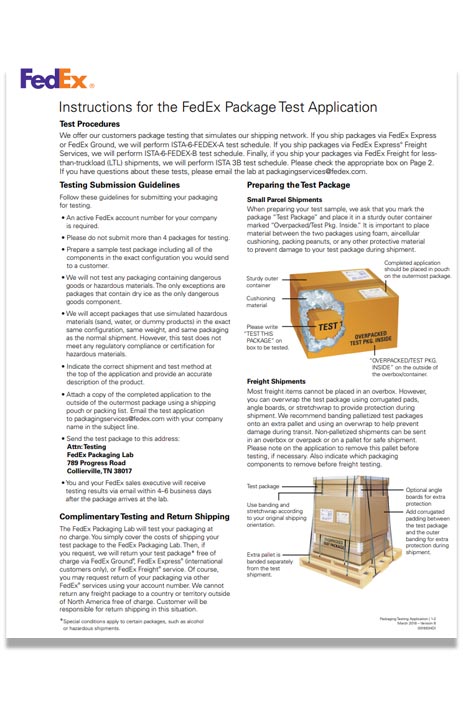 FedEx®
Instructions for the FedEx Package Test Application
Test Procedures
We offer our customers package testing that simulates our shipping network. If you ship packages via FedEx Express
or FedEx Ground, we will perform ISTA-6-FEDEX-A test schedule. If you ship packages via FedEx Express® Freight
Services, we will perform ISTA-6-FEDEX-B test schedule. Finally, if you ship your packages via FedEx Freight for less-
than-truckload (LTL) shipments, we will perform ISTA 3B test schedule. Please check the appropriate box on Page 2.
If you have questions about these tests, please email the lab at packagingservices@fedex.com.
Testing Submission Guidelines
Follow these guidelines for submitting your packaging
for testing.
• An active FedEx account number for your company
is required.
• Please do not submit more than 4 packages for testing.
• Prepare a sample test package including all of the
components in the exact configuration you would send
to a customer.
• We will not test any packaging containing dangerous
goods or hazardous materials. The only exceptions are
packages that contain dry ice as the only dangerous
goods component.
• We will accept packages that use simulated hazardous
materials (sand, water, or dummy products) in the exact
same configuration, same weight, and same packaging
as the normal shipment. However, this test does not
meet any regulatory compliance or certification for
hazardous materials.
• Indicate the correct shipment and test method at
the top of the application and provide an accurate
description of the product.
• Attach a copy of the completed application to the
outside of the outermost package using a shipping
pouch or packing list. Email the test application
to packagingservices@fedex.com with your company
name in the subject line.
• Send the test package to this address:
Attn: Testing
FedEx Packaging Lab
789 Progress Road
Collierville, TN 38017
• You and your FedEx sales executive will receive
testing results via email within 4–6 business days
after the package arrives at the lab.
Complimentary Testing and Return Shipping
The FedEx Packaging Lab will test your packaging at
no charge. You simply cover the costs of shipping your
test package to the FedEx Packaging Lab. Then, if
you request, we will return your test package* free of
charge via FedEx Ground®, FedEx Express® (international
customers only), or FedEx Freight® service. Of course,
you may request return of your packaging via other
FedEx® services using your account number. We cannot
return any freight package to a country or territory outside
of North America free of charge. Customer will be
responsible for return shipping in this situation.
*Special conditions apply to certain packages, such as alcohol
or hazardous shipments.
Preparing the Test Package
Small Parcel Shipments
When preparing your test sample, we ask that you mark the
package “Test Package” and place it in a sturdy outer container
marked “Overpacked/Test Pkg. Inside.” It is important to place
material between the two packages using foam, air-cellular
cushioning, packing peanuts, or any other protective material
to prevent damage to your test package during shipment.
Completed application
should be placed in pouch
on the outermost package.
Sturdy outer
container
Cushioning
material
Please write
“TEST THIS
PACKAGE” on
box to be tested.
TEST
OVERPACKED
TEST PKG. INSIDE
“OVERPACKED/TEST PKG.
INSIDE” on the outside of
the overbox/container.
Freight Shipments
Most freight items cannot be placed in an overbox. However,
you can overwrap the test package using corrugated pads,
angle boards, or stretchwrap to provide protection during
shipment. We recommend banding palletized test packages
onto an extra pallet and using an overwrap to help prevent
damage during transit. Non-palletized shipments can be sent
in an overbox or overpack or on a pallet for safe shipment.
Please note on the application to remove this pallet before
testing, if necessary. Also indicate which packaging
components to remove before freight testing.
Test package
Use banding and
stretchwrap according
to your original shipping
orientation.
Extra pallet is
banded separately
from the test
shipment.
Optional angle
boards for extra
protection
Add corrugated
padding between
the test package
and the outer
banding for extra
protection during
shipment.
Packaging Testing Application | 1-2